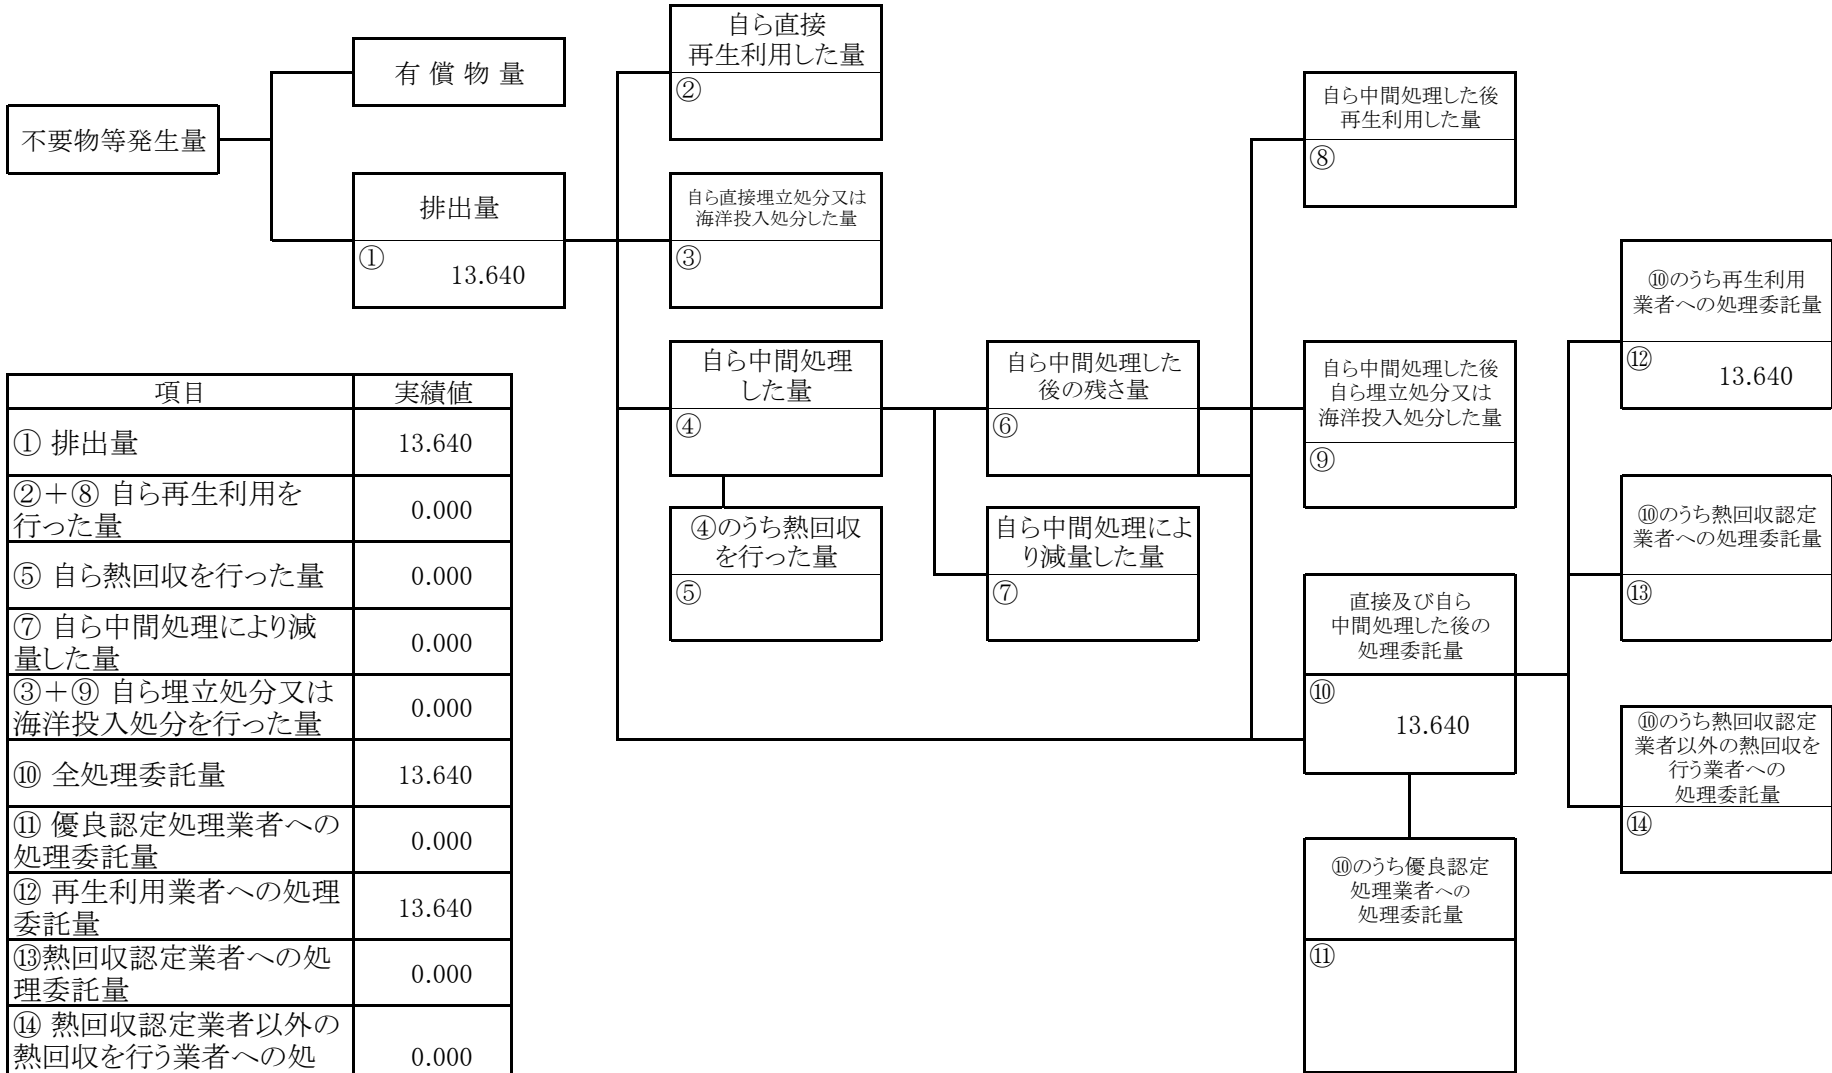 自ら直接
再生利用した量
②
有 償 物 量
不要物等発生量
排出量
①
13.640
自ら直接埋立処分又は
海洋投入処分した量
③
自ら中間処理した後
再生利用した量
⑧
⑩のうち再生利用
業者への処理委託量
⑫
13.640
自ら中間処理
した量
④
自ら中間処理した
後の残さ量
⑥
自ら中間処理した後
自ら埋立処分又は
海洋投入処分した量
⑨
④のうち熱回収
を行った量
⑤
自ら中間処理によ
り減量した量
⑦
⑩のうち熱回収認定
業者への処理委託量
⑬
直接及び自ら
中間処理した後の
処理委託量
⑩
13.640
⑩のうち熱回収認定
業者以外の熱回収を
行う業者への
処理委託量
⑭
⑩のうち優良認定
処理業者への
処理委託量
⑪
項目 実績値
① 排出量 13.640
②+⑧ 自ら再生利用を
行った量 0.000
⑤ 自ら熱回収を行った量 0.000
⑦ 自ら中間処理により減
量した量 0.000
③+⑨ 自ら埋立処分又は
海洋投入処分を行った量 0.000
⑩ 全処理委託量 13.640
⑪ 優良認定処理業者への
処理委託量 0.000
⑫ 再生利用業者への処理
委託量 13.640
⑬熱回収認定業者への処
理委託量 0.000
⑭ 熱回収認定業者以外の
熱回収を行う業者への処 0.000